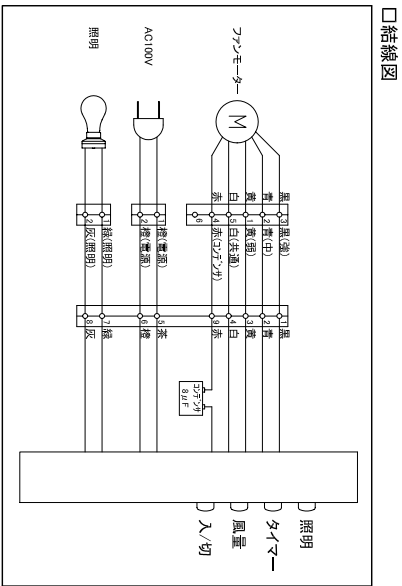 □結線図
照明
AC100V
ファンモーター
M
黒
青
黄
白
赤
3 黒(強)
2 青(中)
1 黄(弱)
5 白(共通)
4 赤(コンデンサ)
6
1 橙(電源)
2 橙(電源)
1 緑(照明)
2 灰(照明)
1 黒
2 青
3 黄
4 白
9 赤
5 茶
6 橙
7 緑
8 灰
コンデンサ
8μF
照明
タイマー
風量
入/切